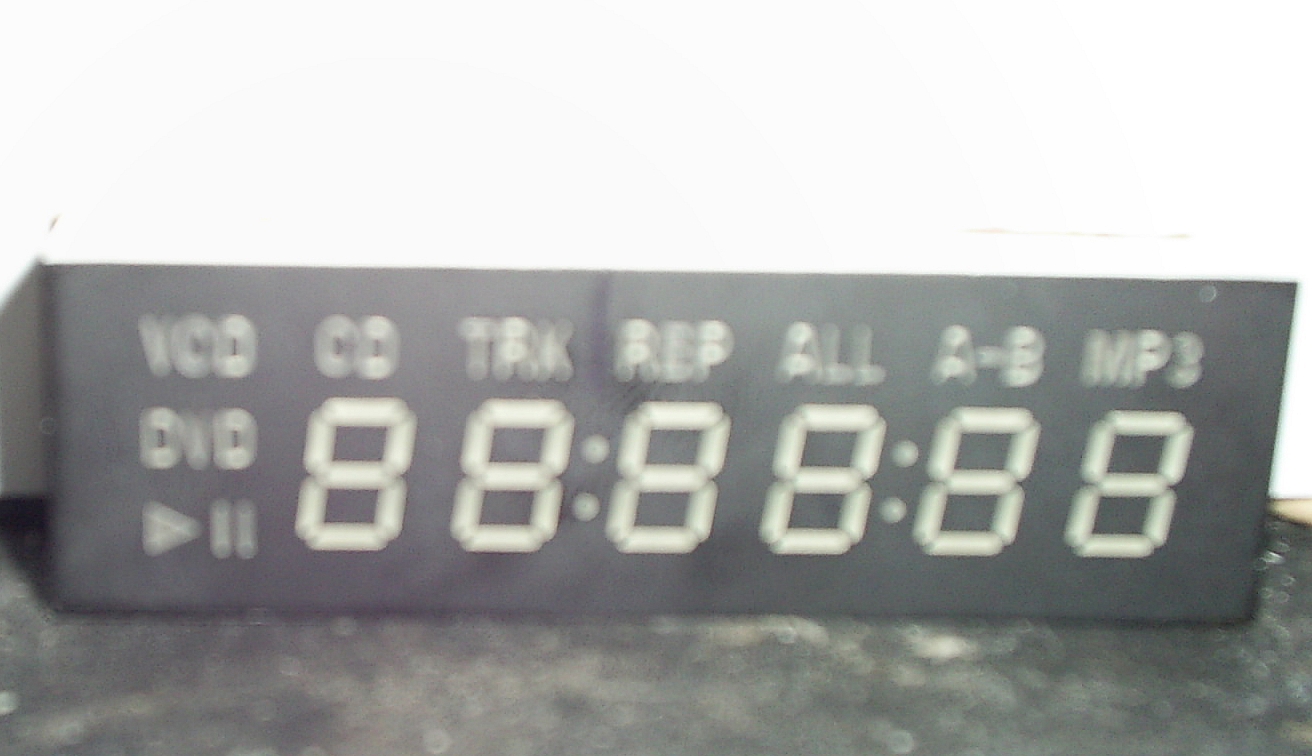 VCD CD TRK REP ALL A-B MP3
DVD
88:88:88